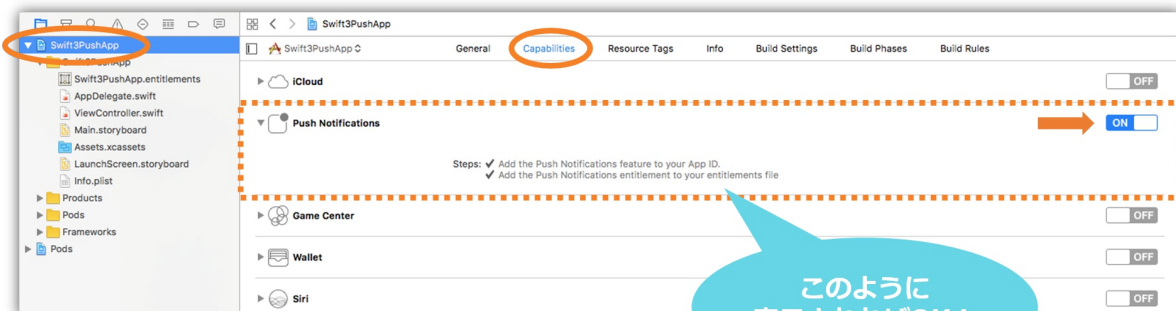 Swift3PushApp
Swift3PushApp
Swift3PushApp
General
Capabilities
Resource Tags
Info
Build Settings
Build Phases
Build Rules
Swift3PushApp
Swift3PushApp.entitlements
AppDelegate.swift
ViewController.swift
Main.storyboard
Assets.xcassets
LaunchScreen.storyboard
Info.plist
Products
Pods
Frameworks
Pods
iCloud
OFF
Push Notifications
ON
Steps: ✔ Add the Push Notifications feature to your App ID.
✔ Add the Push Notifications entitlement to your entitlements file
Game Center
OFF
Wallet
OFF
Siri
OFF
このように